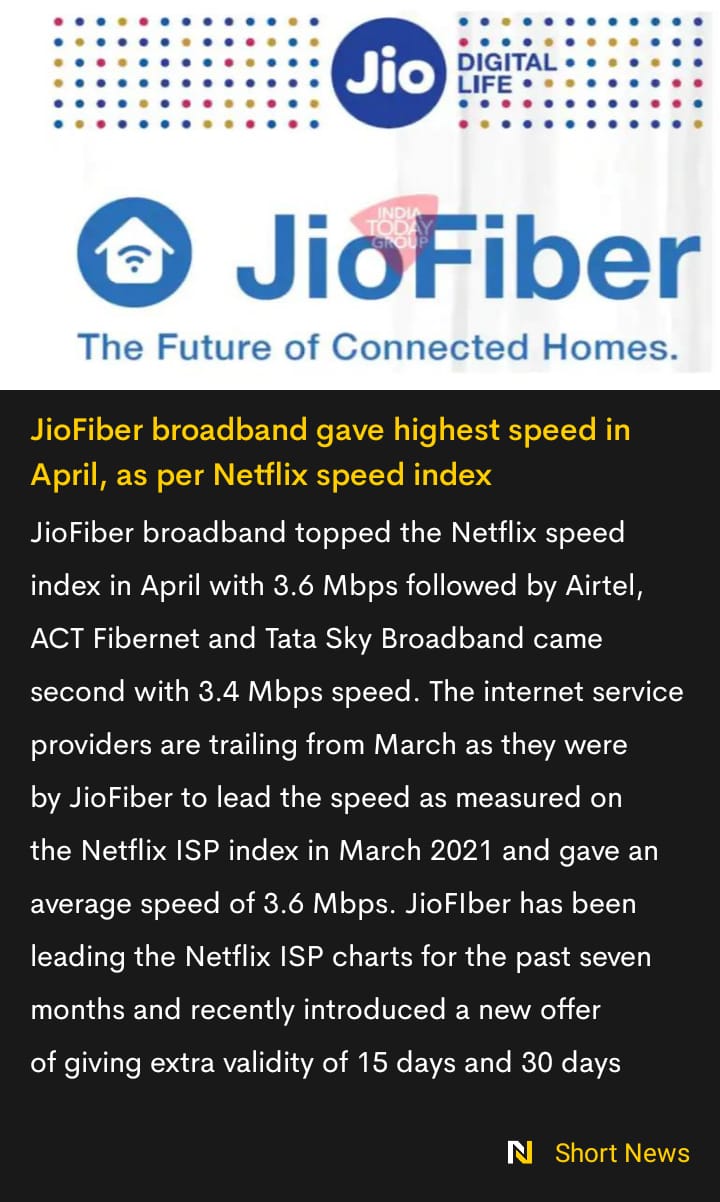 Jio
DIGITAL
LIFE
INDIA
TODAY
GROUP
JioFiber
The Future of Connected Homes.
JioFiber broadband gave highest speed in
April, as per Netflix speed index
JioFiber broadband topped the Netflix speed
index in April with 3.6 Mbps followed by Airtel,
ACT Fibernet and Tata Sky Broadband came
second with 3.4 Mbps speed. The internet service
providers are trailing from March as they were
by JioFiber to lead the speed as measured on
the Netflix ISP index in March 2021 and gave an
average speed of 3.6 Mbps. JioFIber has been
leading the Netflix ISP charts for the past seven
months and recently introduced a new offer
of giving extra validity of 15 days and 30 days
N Short News